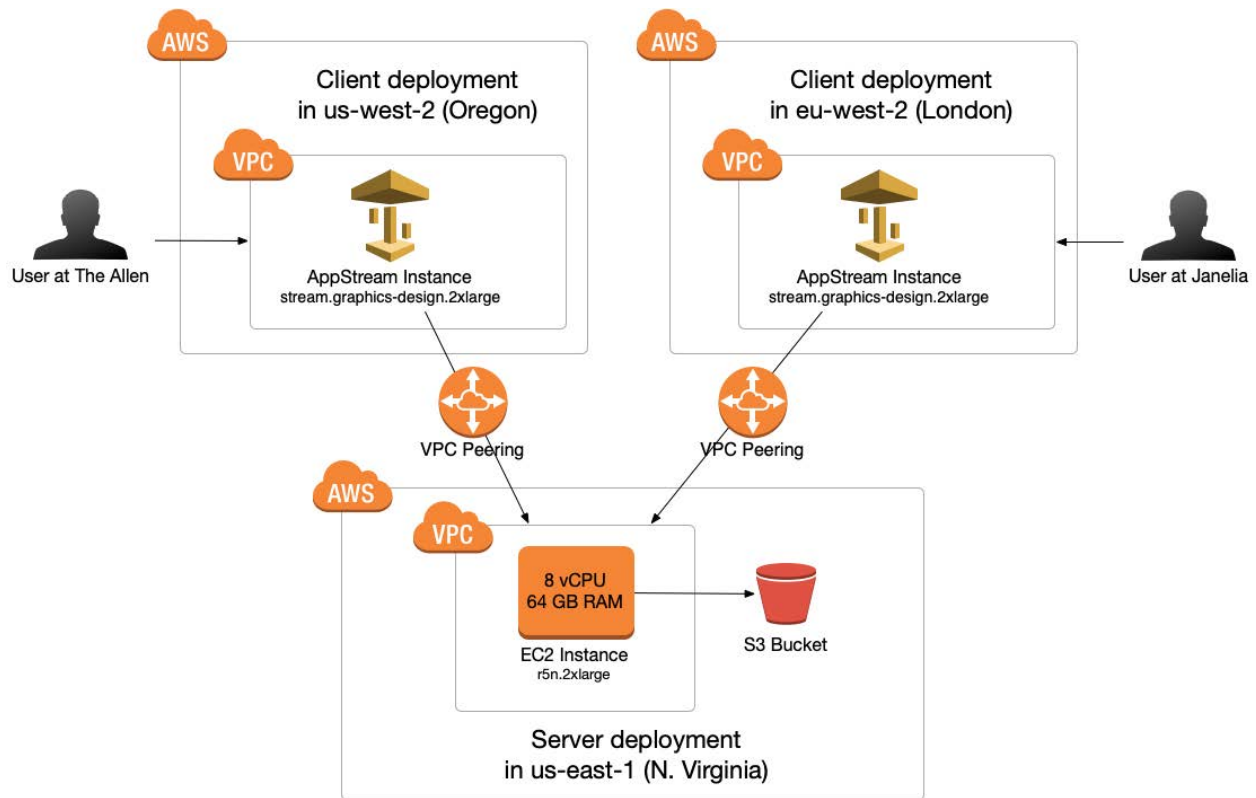 AWS
Client deployment
in us-west-2 (Oregon)
VPC
AppStream Instance
stream.graphics-design.2xlarge
User at The Allen
AWS
Client deployment
in eu-west-2 (London)
VPC
AppStream Instance
stream.graphics-design.2xlarge
User at Janelia
VPC Peering
VPC Peering
AWS
VPC
8 vCPU
64 GB RAM
EC2 Instance
r5n.2xlarge
S3 Bucket
Server deployment
in us-east-1 (N. Virginia)